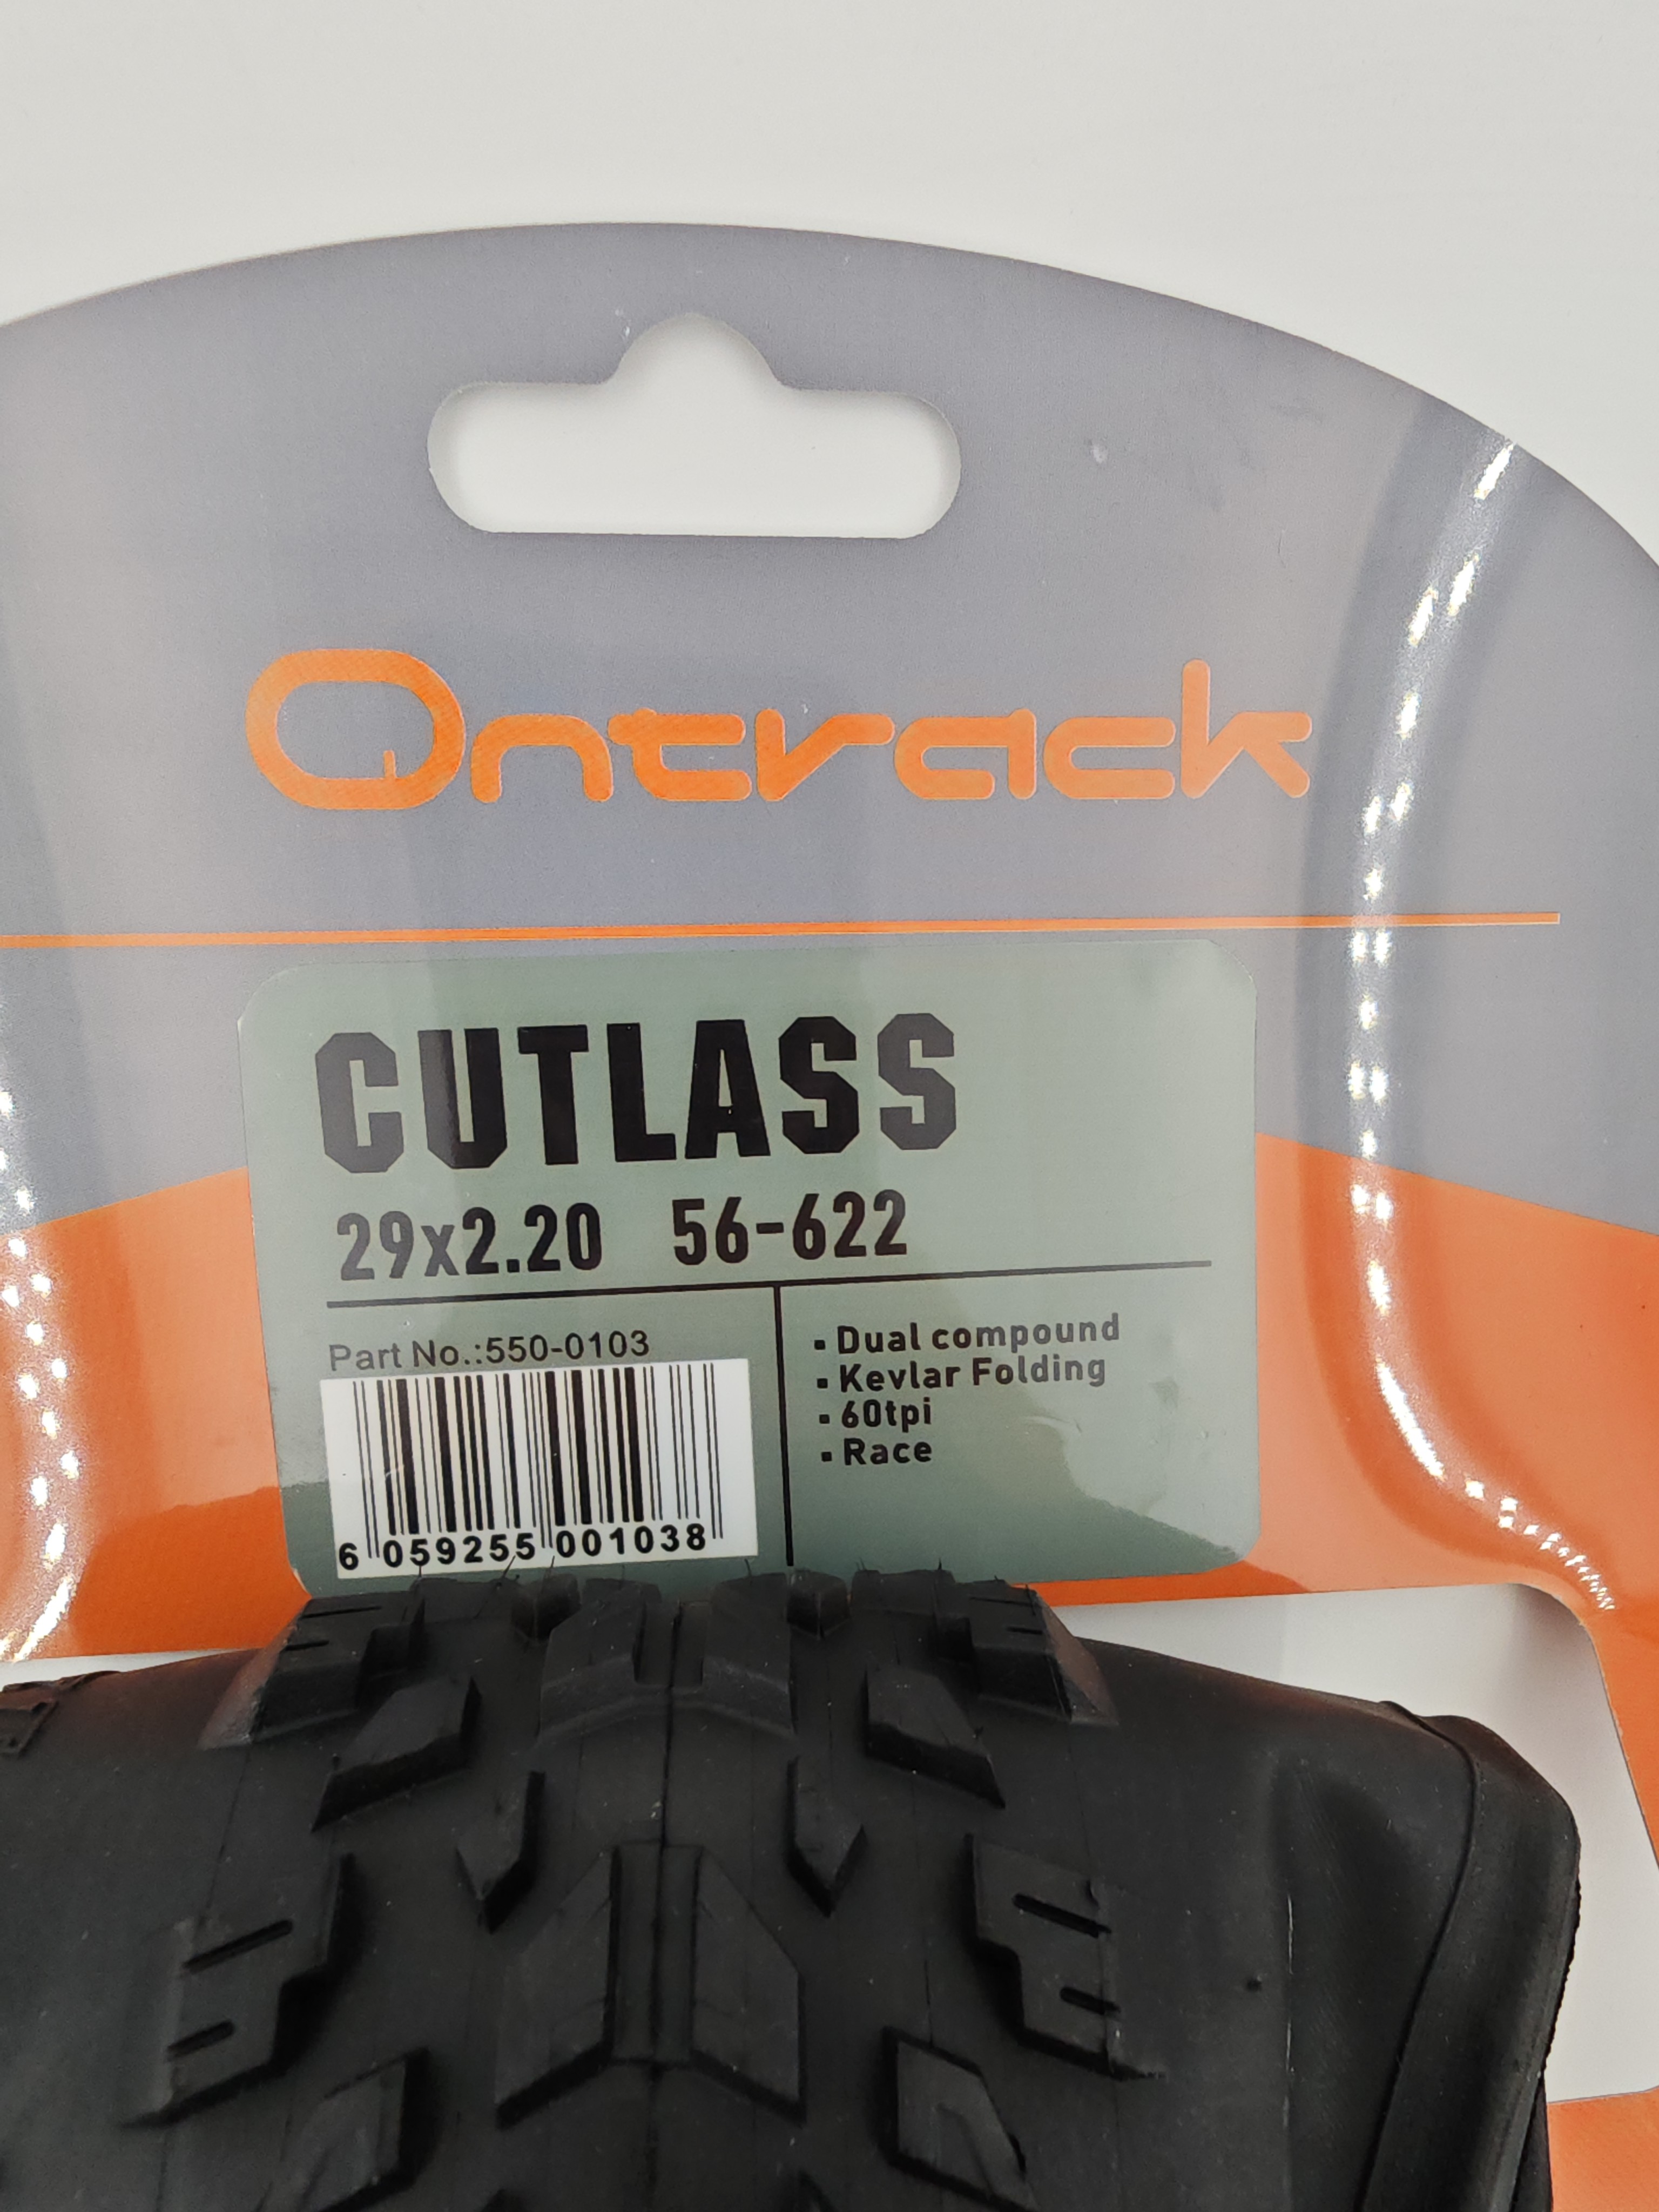 Ontrack
CUTLASS
29x2.20 56-622
Part No.:550-0103
▪ Dual compound
▪ Kevlar Folding
▪ 60tpi
▪ Race
6 059255 001038